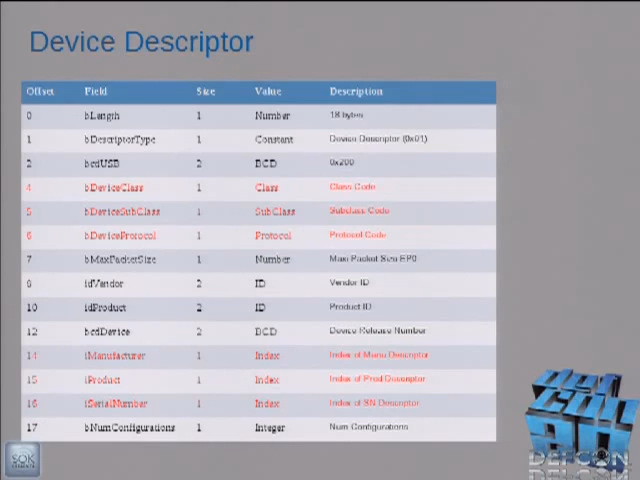 Device Descriptor
Offset Field Size Value Description
0 bLength 1 Number 18 bytes
1 bDescriptorType 1 Constant Device Descriptor (0x01)
2 bcdUSB 2 BCD 0x200
4 bDeviceClass 1 Class Class Code
5 bDeviceSubClass 1 SubClass Subclass Code
6 bDeviceProtocol 1 Protocol Protocol Code
7 bMaxPacketSize 1 Number Maxi Packet Size EP0
8 idVendor 2 ID Vendor ID
10 idProduct 2 ID Product ID
12 bcdDevice 2 BCD Device Release Number
14 iManufacturer 1 Index Index of Manu Descriptor
15 iProduct 1 Index Index of Prod Descriptor
16 iSerialNumber 1 Index Index of SN Descriptor
17 bNumConfigurations 1 Integer Num Configurations
SOK
DEFCON